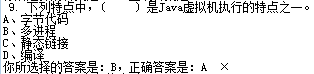 9. 下列特点中，(    ) 是Java虚拟机执行的特点之一。
A、字节代码
B、多进程
C、静态链接
D、编译
你所选择的答案是: B，正确答案是: A  ×